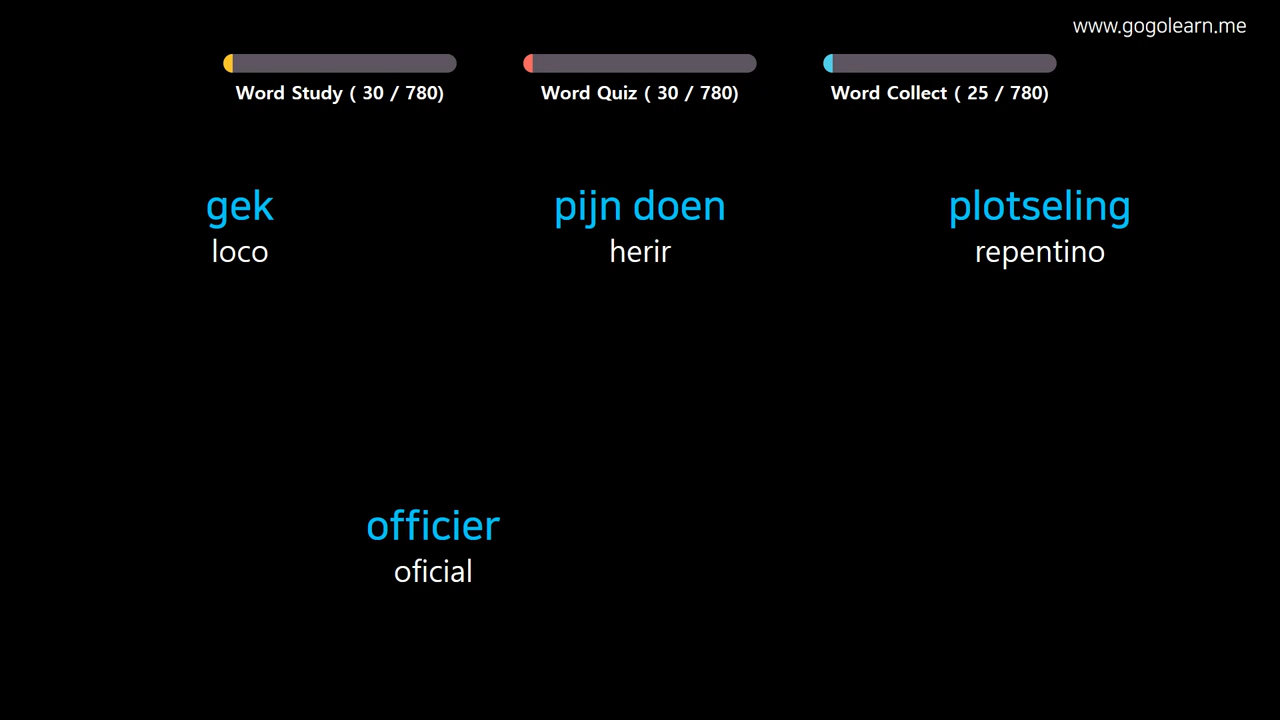 www.gogolearn.me
Word Study ( 30 / 780)
Word Quiz ( 30 / 780)
Word Collect ( 25 / 780)
gek
loco
pijn doen
herir
plotseling
repentino
officier
oficial